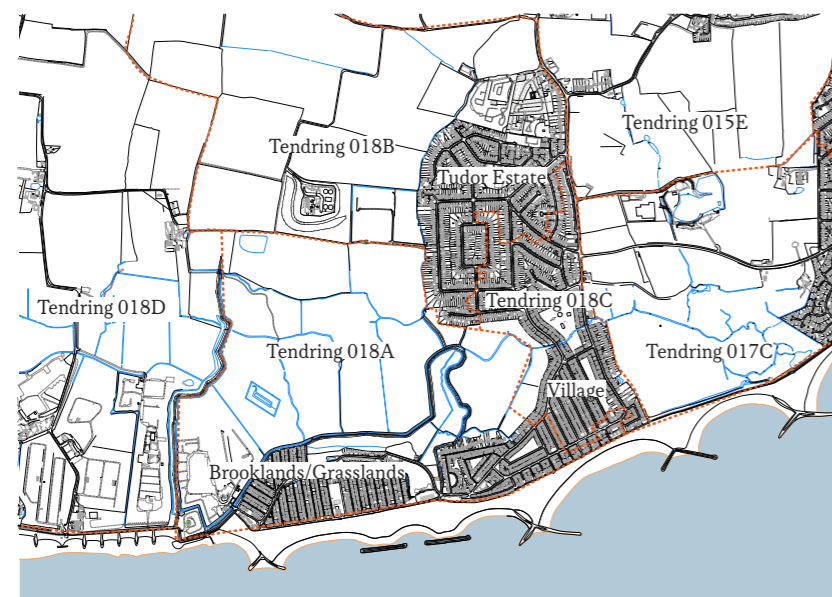 Tendring 015E
Tendring 018B
Tudor Estate
Tendring 018C
Tendring 018D
Tendring 018A
Tendring 017C
Village
Brooklands/Grasslands